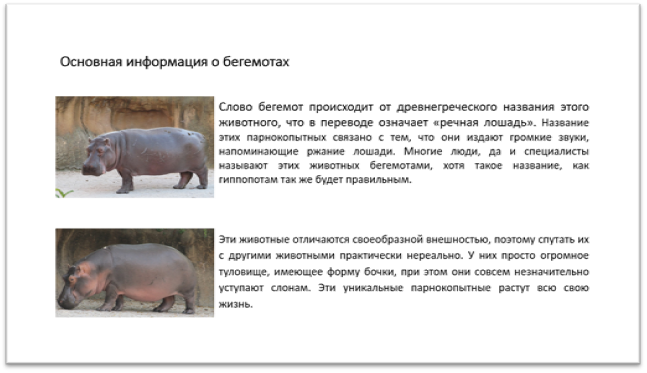 Основная информация о бегемотах
Слово бегемот происходит от древнегреческого названия этого
животного, что в переводе означает «речная лошадь». Название
этих парнокопытных связано с тем, что они издают громкие звуки,
напоминающие ржание лошади. Многие люди, да и специалисты
называют этих животных бегемотами, хотя такое название, как
гиппопотам так же будет правильным.
Эти животные отличаются своеобразной внешностью, поэтому спутать их
с другими животными практически нереально. У них просто огромное
туловище, имеющее форму бочки, при этом они совсем незначительно
уступают слонам. Эти уникальные парнокопытные растут всю свою
жизнь.